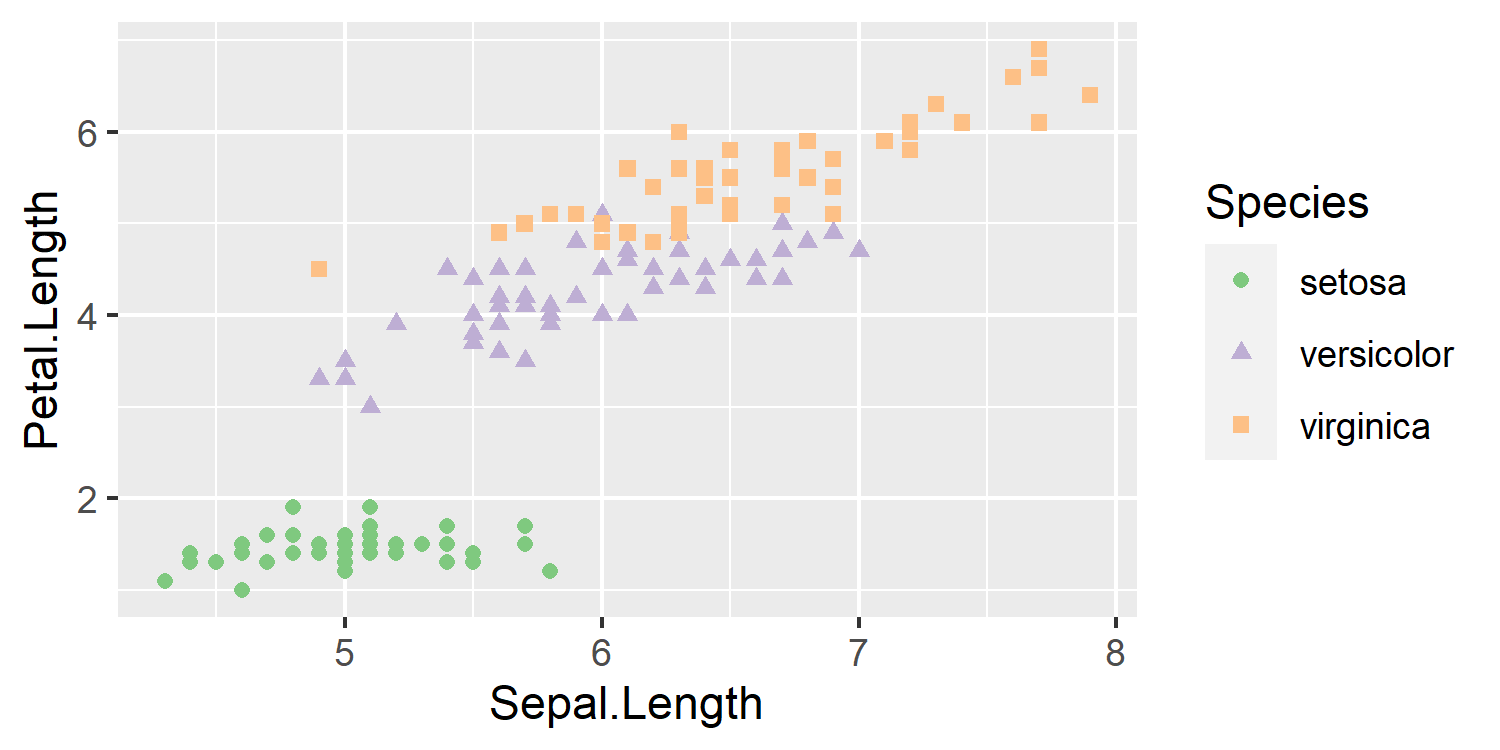 Petal.Length
6
4
2
5 6 7 8
Sepal.Length
Species
setosa
versicolor
virginica